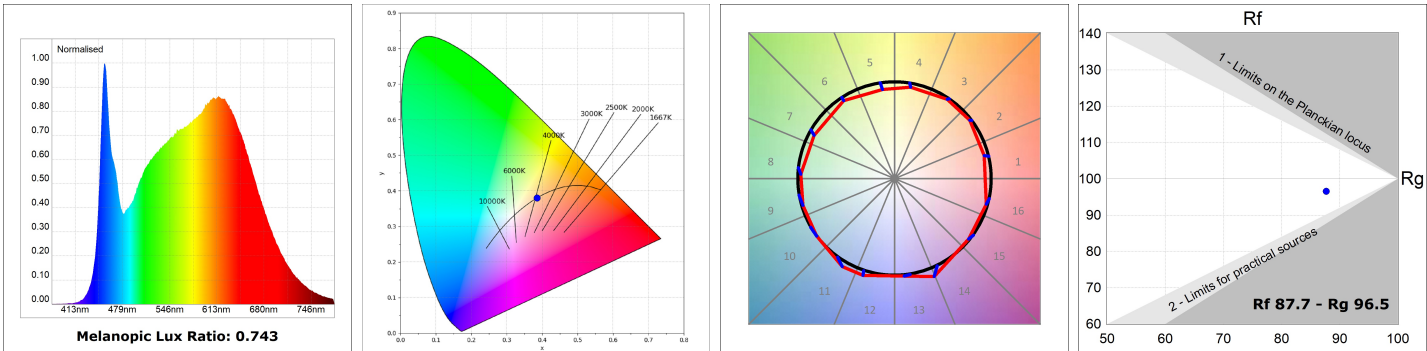 Normalised
1.00
0.90
0.80
0.70
0.60
0.50
0.40
0.30
0.20
0.10
0.00
413nm 479nm 546nm 613nm 680nm 746nm
Melanopic Lux Ratio: 0.743
0.9
0.8
0.7
0.6
0.5
0.4
0.3
0.2
0.1
0.0
y
0.0 0.1 0.2 0.3 0.4 0.5 0.6 0.7 0.8
x
1667K
2000K
2500K
3000K
4000K
6000K
10000K
5 4
6 3
7 2
8 1
9 16
10 15
11 14
12 13
Rf
140
130
120
110
100
90
80
70
60
50 60 70 80 90 100
Rg
1 - Limits on the Planckian locus
2 - Limits for practical sources
Rf 87.7 - Rg 96.5